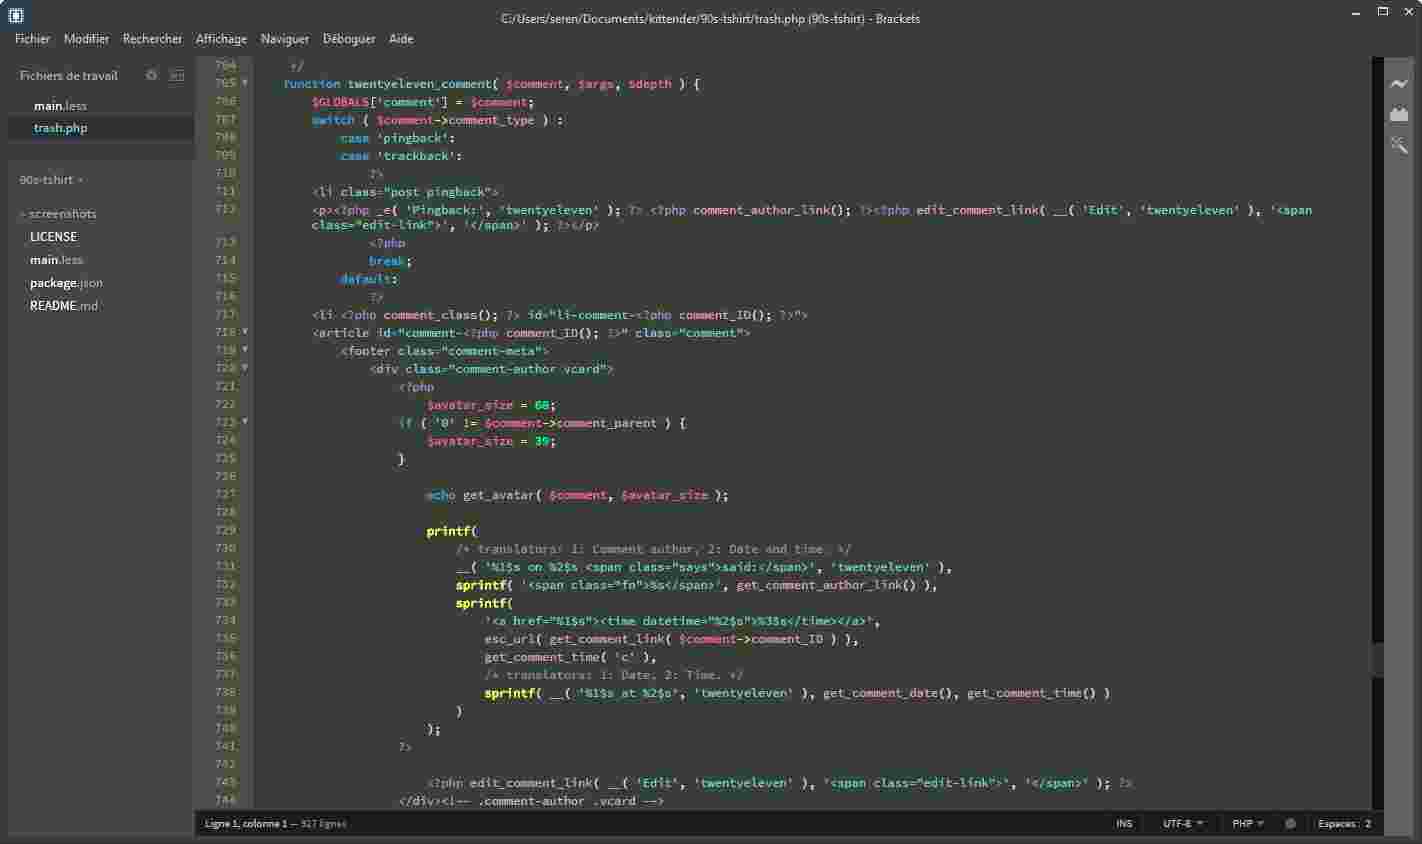 C:/Users/seren/Documents/kittender/90s-tshirt/trash.php (90s-tshirt) - Brackets
Fichier Modifier Rechercher Affichage Naviguer Déboguer Aide
Fichiers de travail
main.less
trash.php
90s-tshirt
screenshots
LICENSE
main.less
package.json
README.md
704 */
705 function twentyeleven_comment( $comment, $args, $depth ) {
706 $GLOBALS['comment'] = $comment;
707 switch ( $comment->comment_type ) :
708 case 'pingback':
709 case 'trackback':
710 ?>
711 <li class="post pingback">
712 <p><?php _e( 'Pingback:', 'twentyeleven' ); ?> <?php comment_author_link(); ?><?php edit_comment_link( __( 'Edit', 'twentyeleven' ), '<span
class="edit-link">', '</span>' ); ?></p>
713 <?php
714 break;
715 default:
716 ?>
717 <li <?php comment_class(); ?> id="li-comment-<?php comment_ID(); ?>">
718 <article id="comment-<?php comment_ID(); ?>" class="comment">
719 <footer class="comment-meta">
720 <div class="comment-author vcard">
721 <?php
722 $avatar_size = 68;
723 if ( '0' != $comment->comment_parent ) {
724 $avatar_size = 39;
725 }
726
727 echo get_avatar( $comment, $avatar_size );
728
729 printf(
730 /* translators: 1: Comment author, 2: Date and time. */
731 __( '%1$s on %2$s <span class="says">said:</span>', 'twentyeleven' ),
732 sprintf( '<span class="fn">%s</span>', get_comment_author_link() ),
733 sprintf(
734 '<a href="%1$s"><time datetime="%2$s">%3$s</time></a>',
735 esc_url( get_comment_link( $comment->comment_ID ) ),
736 get_comment_time( 'c' ),
737 /* translators: 1: Date, 2: Time. */
738 sprintf( __( '%1$s at %2$s', 'twentyeleven' ), get_comment_date(), get_comment_time() )
739 )
740 );
741 ?>
742
743 <?php edit_comment_link( __( 'Edit', 'twentyeleven' ), '<span class="edit-link">', '</span>' ); ?>
744 </div><!-- .comment-author .vcard -->
Ligne 1, colonne 1 — 927 lignes INS UTF-8 PHP Espaces : 2